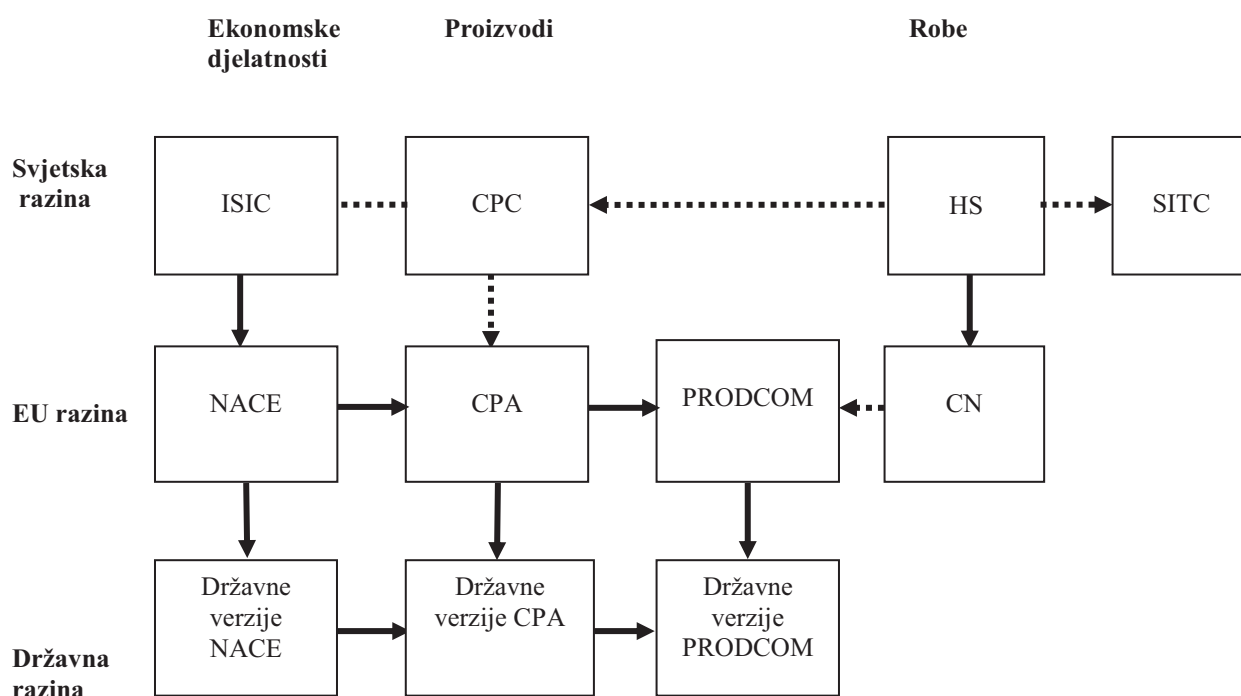 Ekonomske
djelatnosti
Proizvodi
Robe
Svjetska
razina
ISIC
CPC
HS
SITC
EU razina
NACE
CPA
PRODCOM
CN
Državna
razina
Državne
verzije
NACE
Državne
verzije CPA
Državne
verzije
PRODCOM